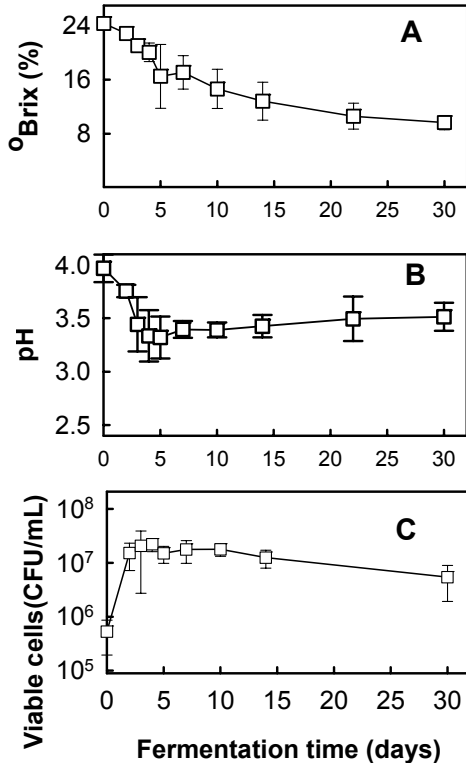 A
ºBrix (%)
24
16
8
0 5 10 15 20 25 30
B
pH
4.0
3.5
3.0
2.5
0 5 10 15 20 25 30
C
Viable cells(CFU/mL)
10⁸
10⁷
10⁶
10⁵
0 5 10 15 20 25 30
Fermentation time (days)